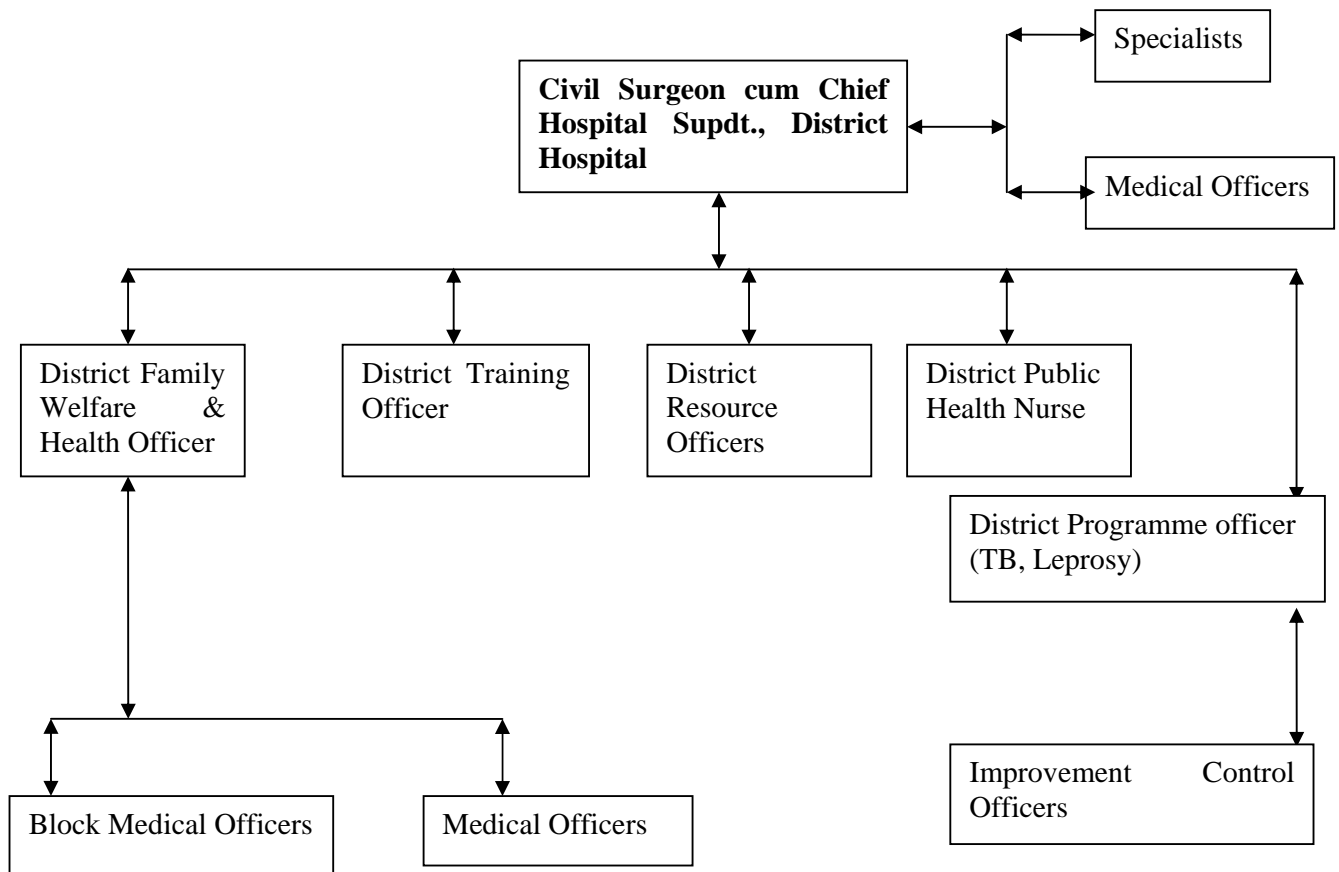 Specialists
Civil Surgeon cum Chief
Hospital Supdt., District
Hospital
Medical Officers
District Family
Welfare &
Health Officer
District Training
Officer
District
Resource
Officers
District Public
Health Nurse
District Programme officer
(TB, Leprosy)
Improvement Control
Officers
Block Medical Officers
Medical Officers